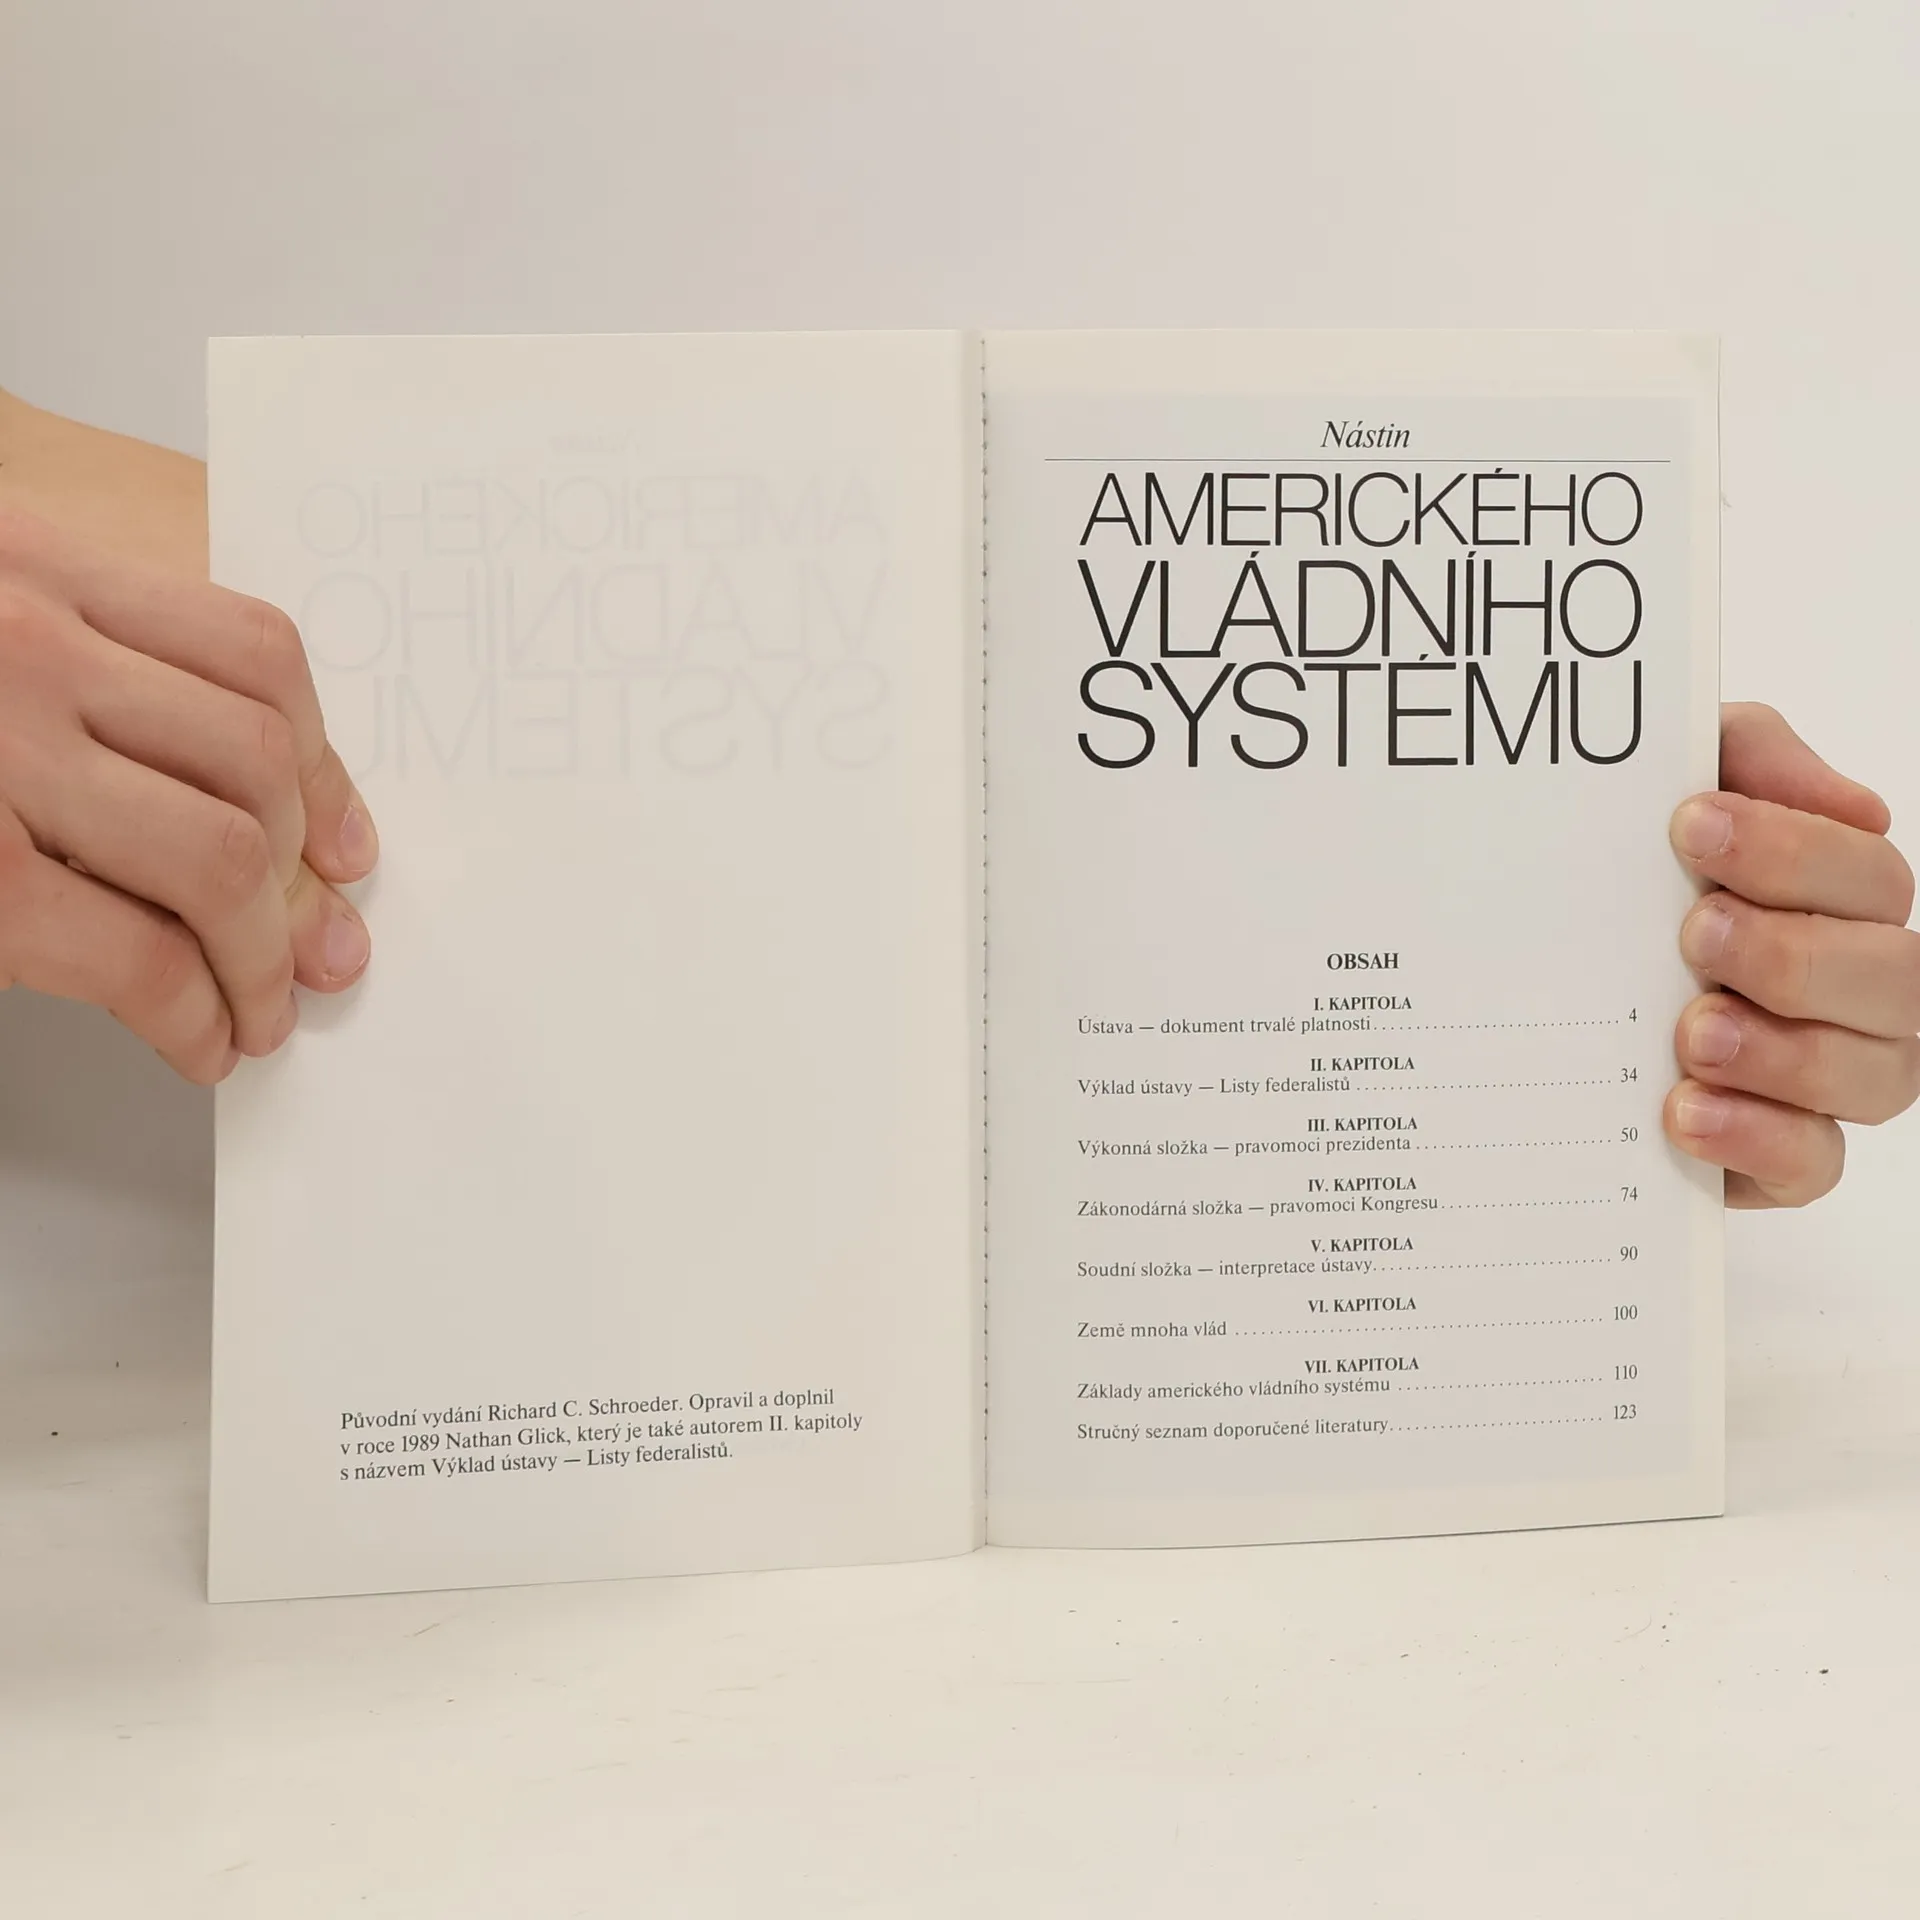 Původní vydání Richard C. Schroeder. Opravil a doplnil
v roce 1989 Nathan Glick, který je také autorem II. kapitoly
s názvem Výklad ústavy — Listy federalistů.
Nástin
AMERICKÉHO
VLÁDNÍHO
SYSTÉMU
OBSAH
I. KAPITOLA
Ústava — dokument trvalé platnosti. . . . . . . . . . . . . . . . . . . . . . . . . . . . . . 4
II. KAPITOLA
Výklad ústavy — Listy federalistů . . . . . . . . . . . . . . . . . . . . . . . . . . . . . . . 34
III. KAPITOLA
Výkonná složka — pravomoci prezidenta . . . . . . . . . . . . . . . . . . . . . . . . 50
IV. KAPITOLA
Zákonodárná složka — pravomoci Kongresu. . . . . . . . . . . . . . . . . . . . . 74
V. KAPITOLA
Soudní složka — interpretace ústavy. . . . . . . . . . . . . . . . . . . . . . . . . . . . 90
VI. KAPITOLA
Země mnoha vlád . . . . . . . . . . . . . . . . . . . . . . . . . . . . . . . . . . . . . . . . . . . 100
VII. KAPITOLA
Základy amerického vládního systému . . . . . . . . . . . . . . . . . . . . . . . . . 110
Stručný seznam doporučené literatury. . . . . . . . . . . . . . . . . . . . . . . . . . 123